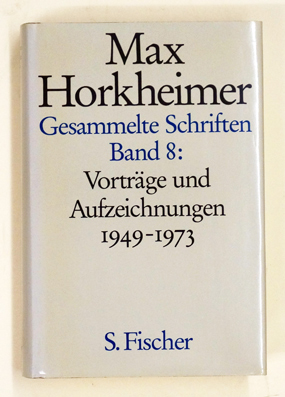 Max
Horkheimer
Gesammelte Schriften
Band 8:
Vorträge und
Aufzeichnungen
1949-1973
S. Fischer